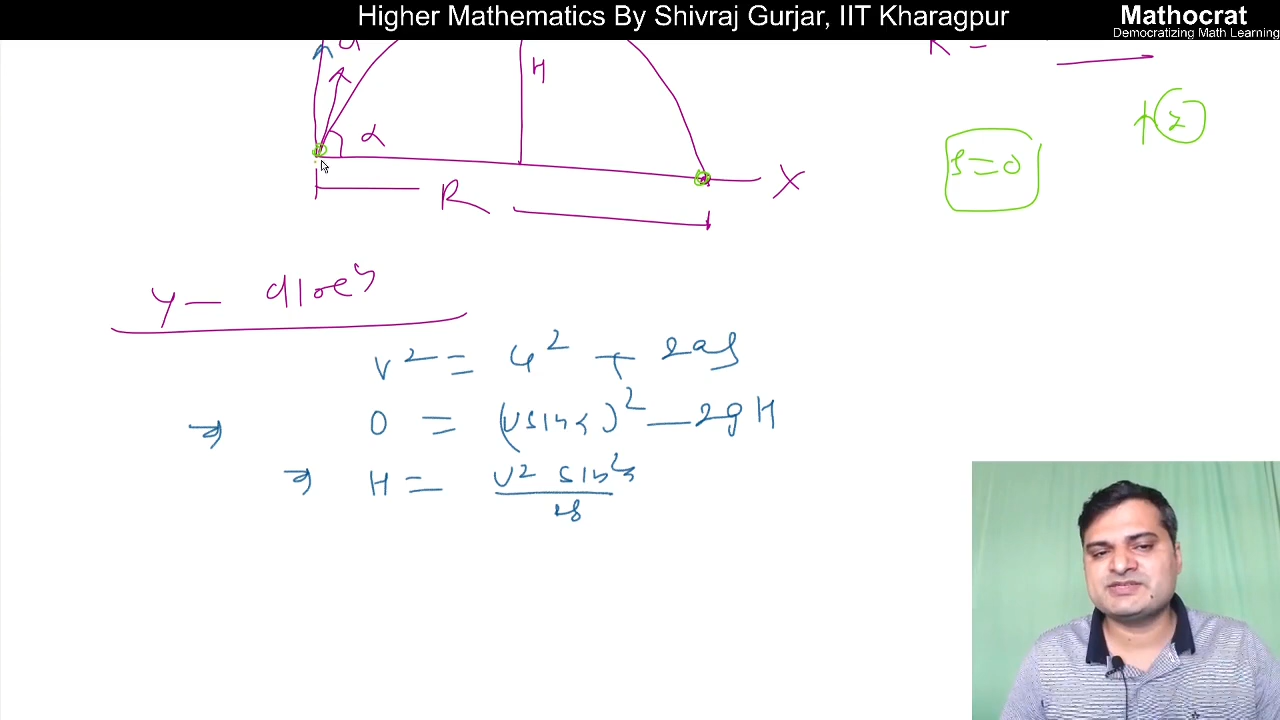 Higher Mathematics By Shivraj Gurjar, IIT Kharagpur
Mathocrat
Democratizing Math Learning
H
α
S=0
2
X
R
y-
v² = u² + 2as
⇒ 0 = (u sin α)² - 2gH
⇒ H = u² sin²α / 2g